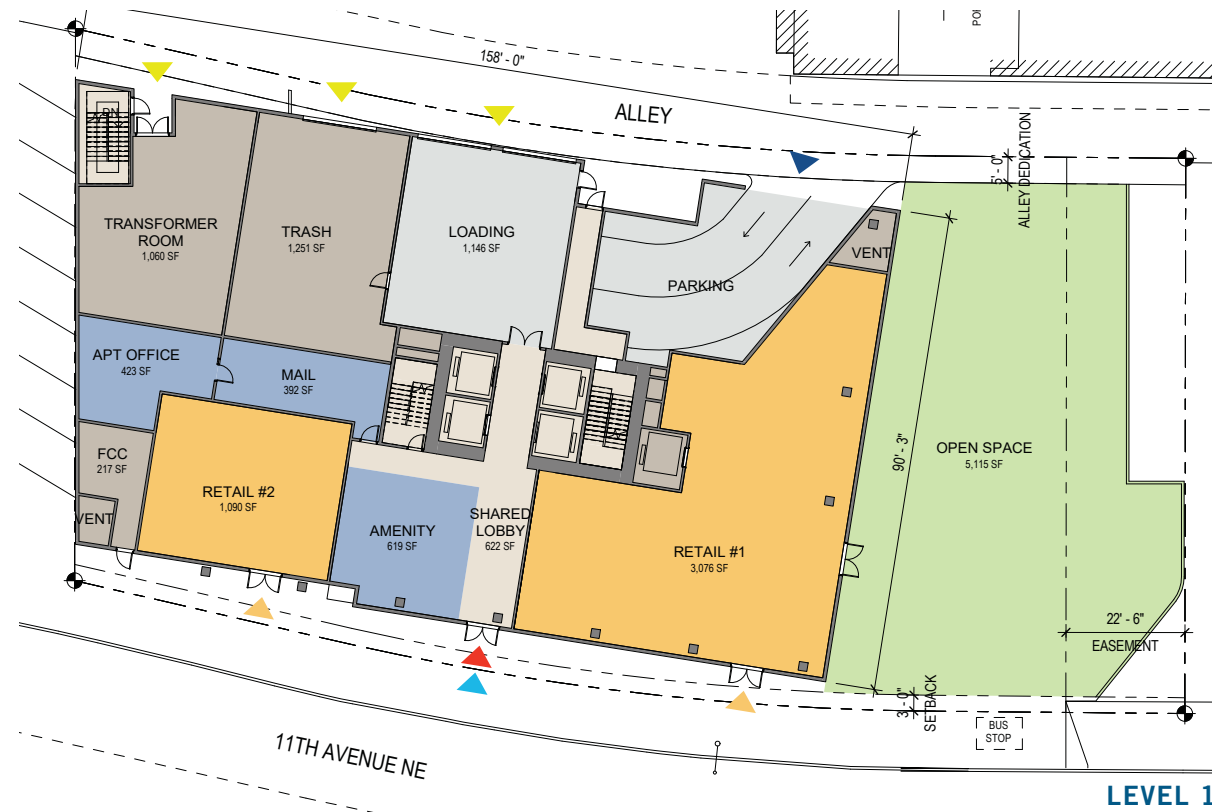 158' - 0"
ALLEY
PO
DN
5' - 0"
ALLEY DEDICATION
TRANSFORMER
ROOM
1,060 SF
TRASH
1,251 SF
LOADING
1,146 SF
VENT
PARKING
APT OFFICE
423 SF
MAIL
392 SF
90' - 3"
OPEN SPACE
5,115 SF
FCC
217 SF
RETAIL #2
1,090 SF
VENT
AMENITY
619 SF
SHARED
LOBBY
622 SF
RETAIL #1
3,076 SF
22' - 6"
EASEMENT
3' - 0"
SETBACK
BUS
STOP
11TH AVENUE NE
LEVEL 1